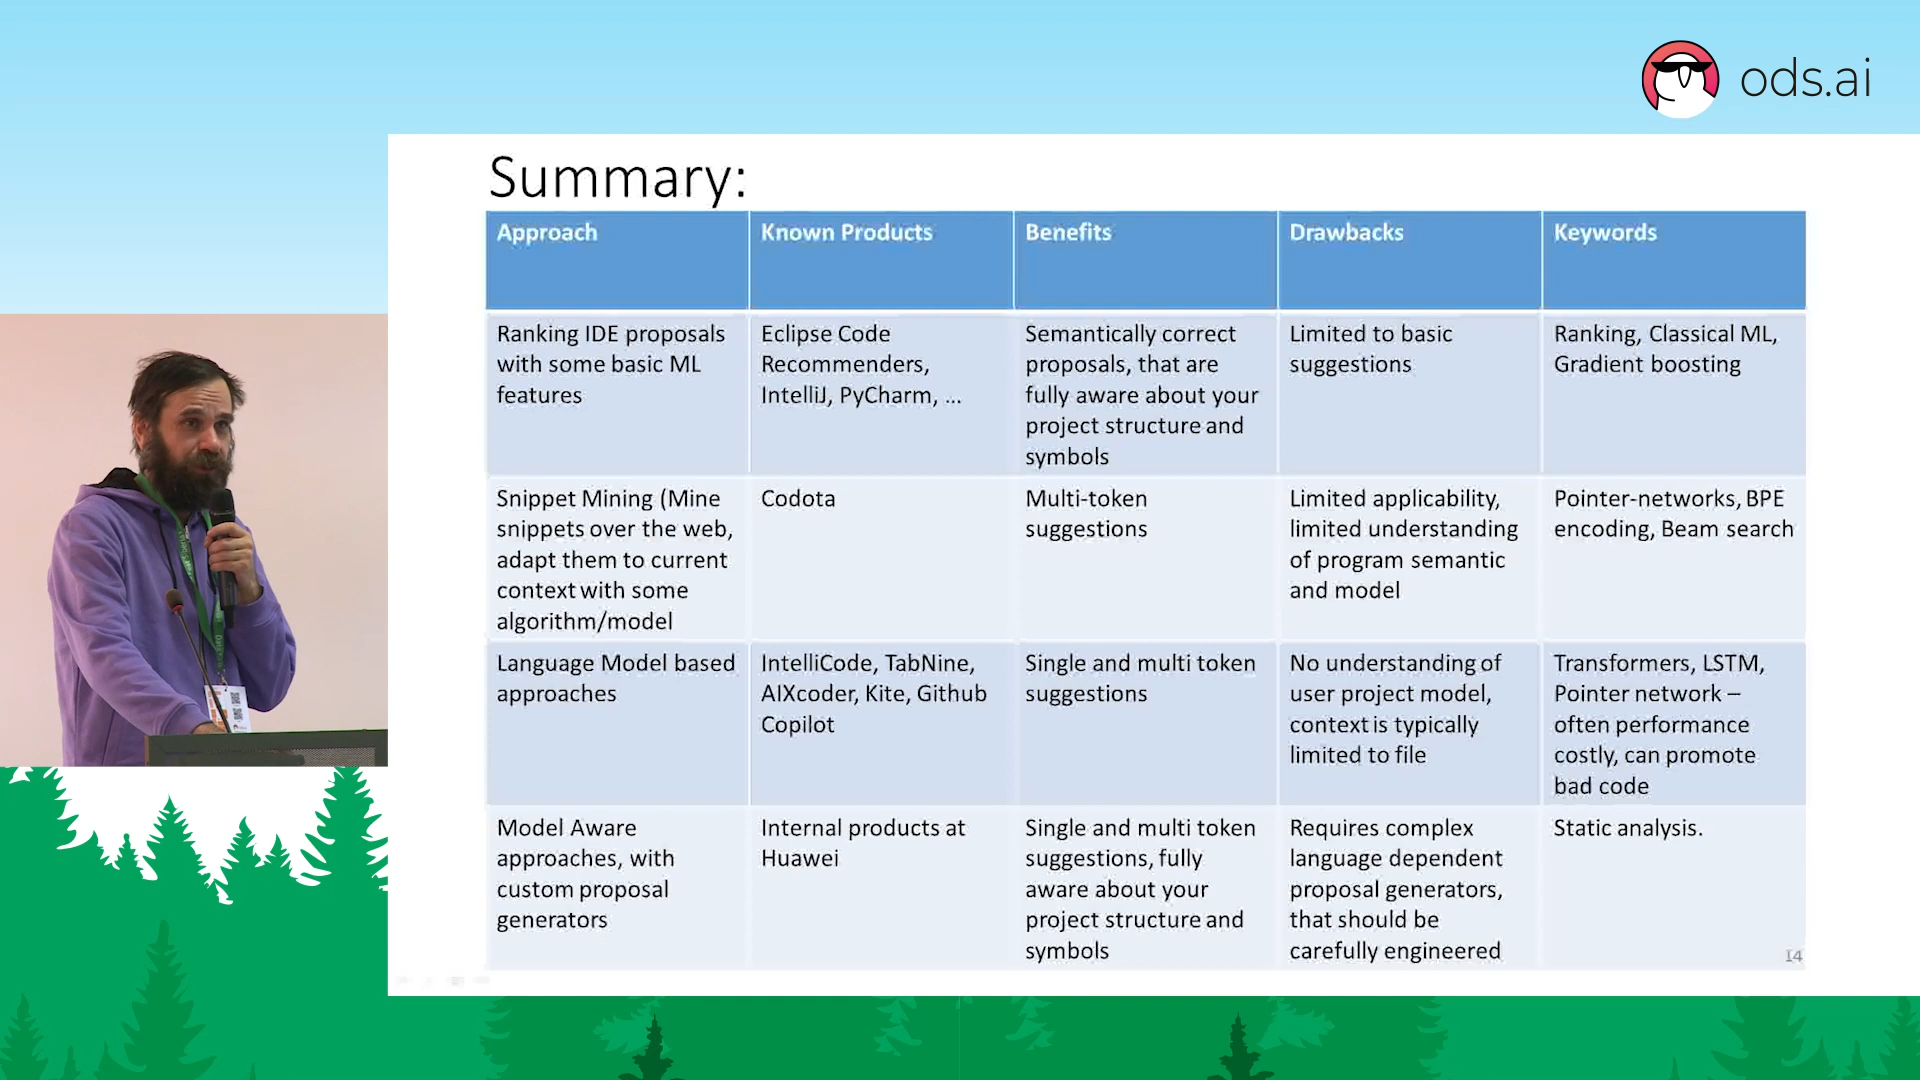 ods.ai
Summary:
Approach
Known Products
Benefits
Drawbacks
Keywords
Ranking IDE proposals
with some basic ML
features
Eclipse Code
Recommenders,
IntelliJ, PyCharm, ...
Semantically correct
proposals, that are
fully aware about your
project structure and
symbols
Limited to basic
suggestions
Ranking, Classical ML,
Gradient boosting
Snippet Mining (Mine
snippets over the web,
adapt them to current
context with some
algorithm/model
Codota
Multi-token
suggestions
Limited applicability,
limited understanding
of program semantic
and model
Pointer-networks, BPE
encoding, Beam search
Language Model based
approaches
IntelliCode, TabNine,
AIXcoder, Kite, Github
Copilot
Single and multi token
suggestions
No understanding of
user project model,
context is typically
limited to file
Transformers, LSTM,
Pointer network –
often performance
costly, can promote
bad code
Model Aware
approaches, with
custom proposal
generators
Internal products at
Huawei
Single and multi token
suggestions, fully
aware about your
project structure and
symbols
Requires complex
language dependent
proposal generators,
that should be
carefully engineered
Static analysis.
14